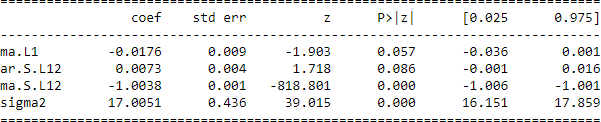 coef std err z P>|z| [0.025 0.975]
ma.L1 -0.0176 0.009 -1.903 0.057 -0.036 0.001
ar.S.L12 0.0073 0.004 1.718 0.086 -0.001 0.016
ma.S.L12 -1.0038 0.001 -818.801 0.000 -1.006 -1.001
sigma2 17.0051 0.436 39.015 0.000 16.151 17.859